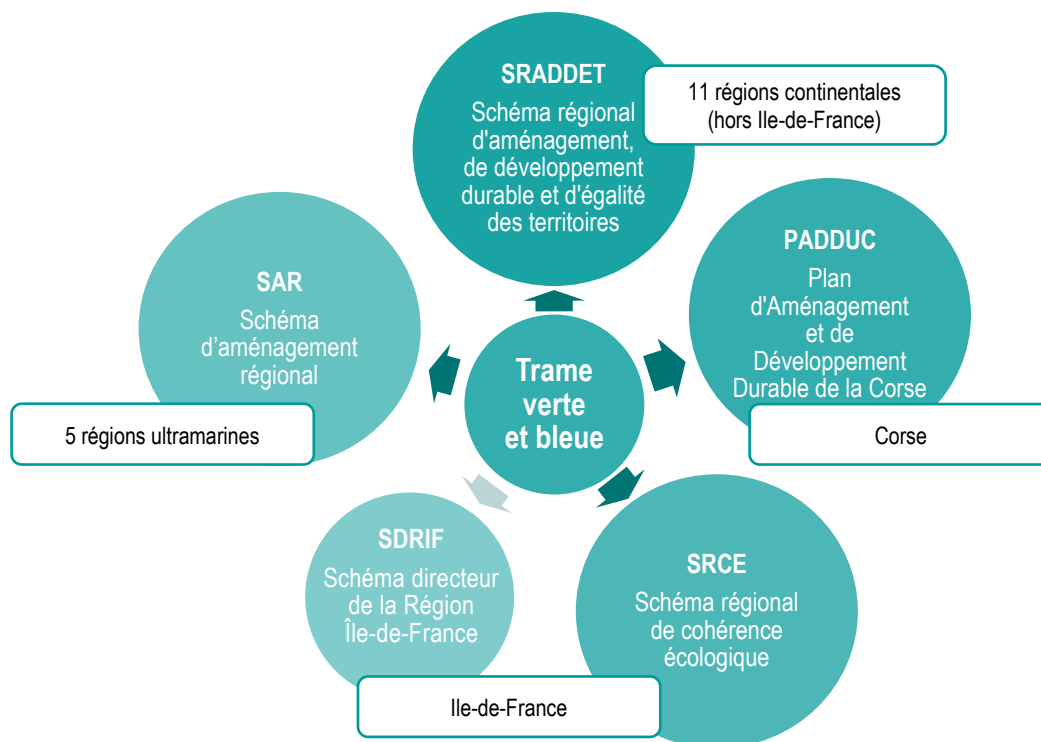 SRADDET
Schéma régional
d'aménagement,
de développement
durable et d'égalité
des territoires
11 régions continentales
(hors Ile-de-France)
PADDUC
Plan
d'Aménagement
et de
Développement
Durable de la Corse
Corse
SAR
Schéma
d’aménagement
régional
5 régions ultramarines
Trame
verte
et bleue
SDRIF
Schéma directeur
de la Région
Île-de-France
SRCE
Schéma régional
de cohérence
écologique
Ile-de-France